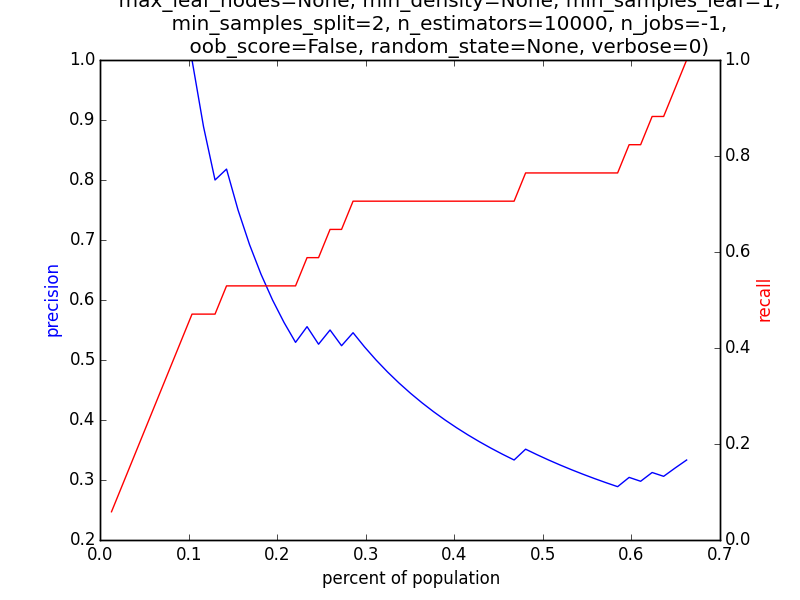 max_leaf_nodes=None, min_density=None, min_samples_leaf=1,
min_samples_split=2, n_estimators=10000, n_jobs=-1,
oob_score=False, random_state=None, verbose=0)
1.0
0.9
0.8
0.7
0.6
0.5
0.4
0.3
0.2
precision
1.0
0.8
0.6
0.4
0.2
0.0
recall
0.0 0.1 0.2 0.3 0.4 0.5 0.6 0.7
percent of population